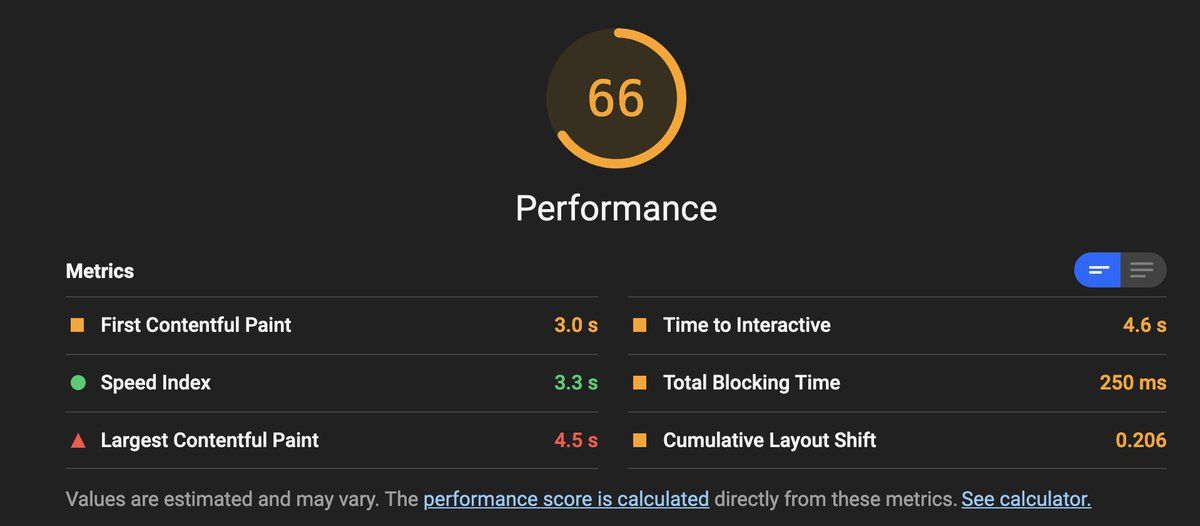 66
Performance
Metrics
First Contentful Paint 3.0 s
Time to Interactive 4.6 s
Speed Index 3.3 s
Total Blocking Time 250 ms
Largest Contentful Paint 4.5 s
Cumulative Layout Shift 0.206
Values are estimated and may vary. The performance score is calculated directly from these metrics. See calculator.